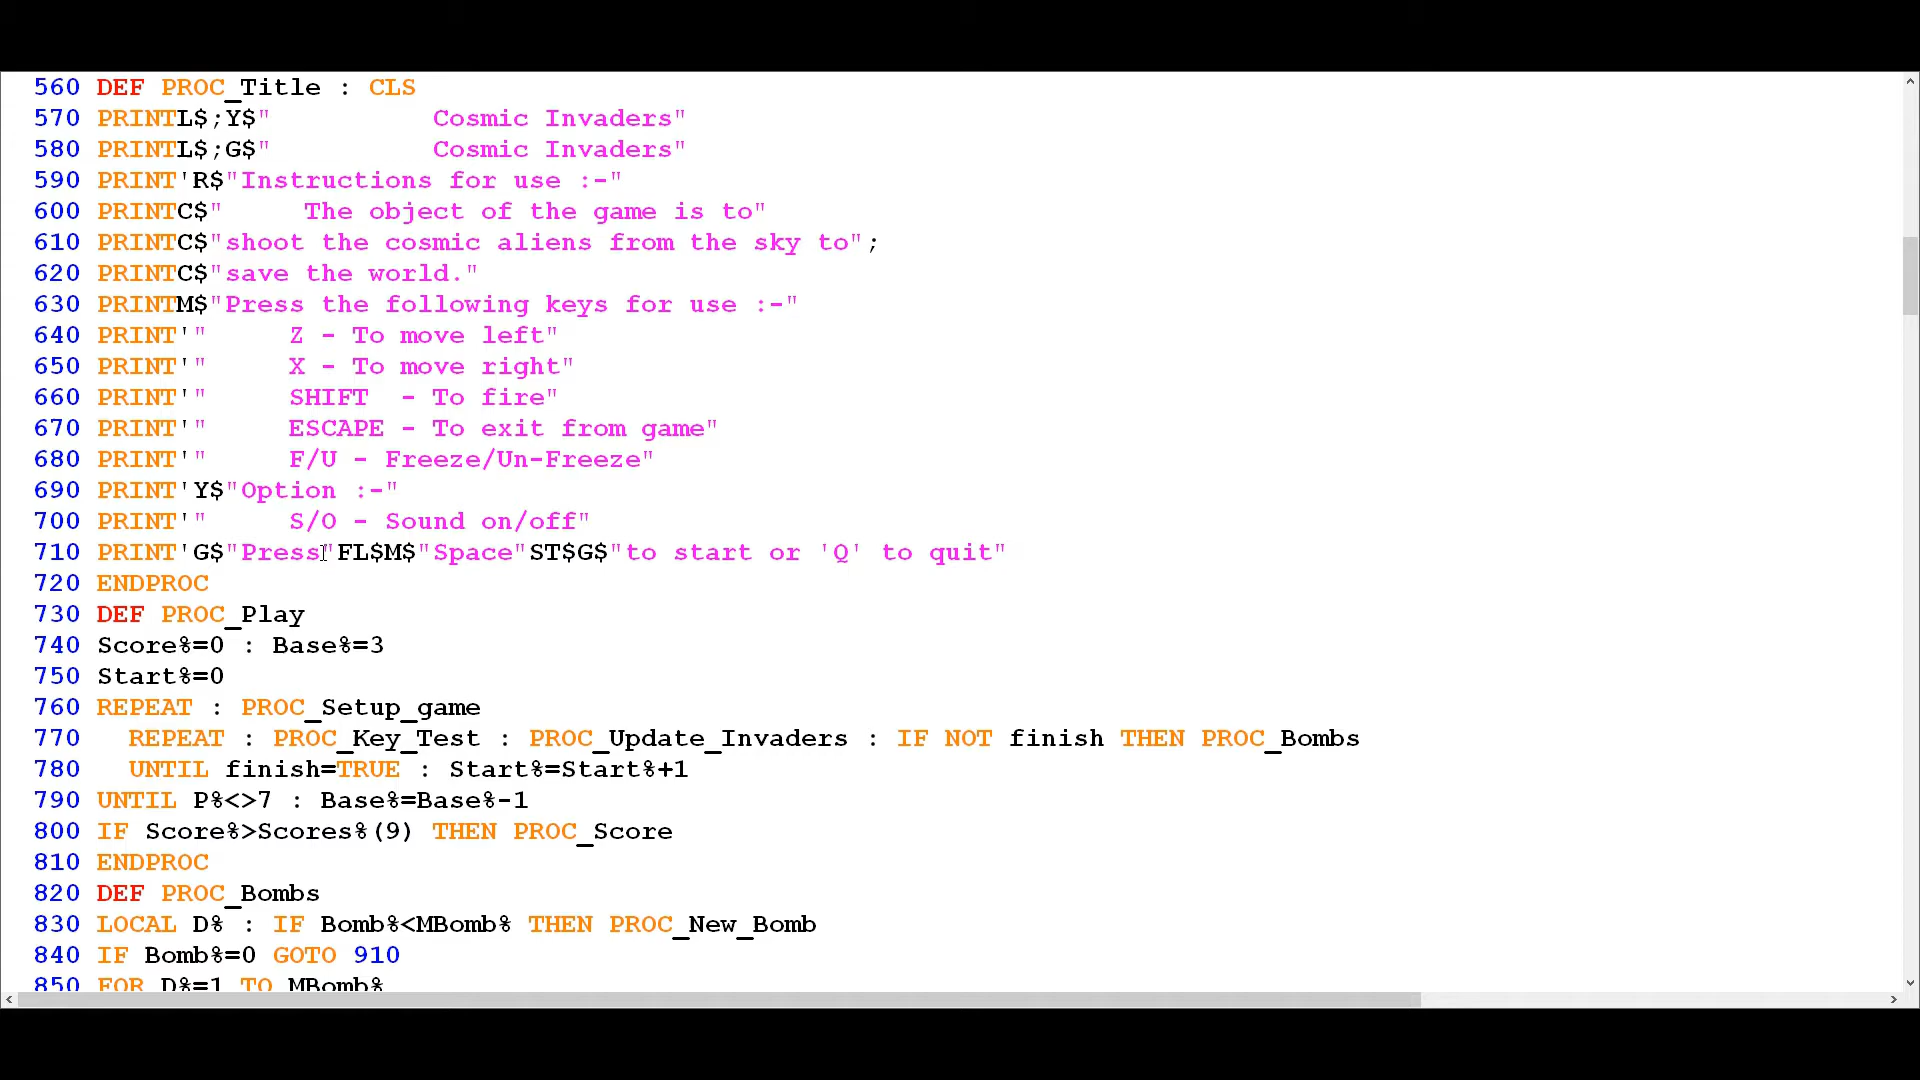 560 DEF PROC_Title : CLS
570 PRINTL$;Y$"          Cosmic Invaders"
580 PRINTL$;G$"          Cosmic Invaders"
590 PRINT'R$"Instructions for use :-"
600 PRINTC$"     The object of the game is to"
610 PRINTC$"shoot the cosmic aliens from the sky to";
620 PRINTC$"save the world."
630 PRINTM$"Press the following keys for use :-"
640 PRINT'"     Z - To move left"
650 PRINT'"     X - To move right"
660 PRINT'"     SHIFT  - To fire"
670 PRINT'"     ESCAPE - To exit from game"
680 PRINT'"     F/U - Freeze/Un-Freeze"
690 PRINT'Y$"Option :-"
700 PRINT'"     S/O - Sound on/off"
710 PRINT'G$"Press"FL$M$"Space"ST$G$"to start or 'Q' to quit"
720 ENDPROC
730 DEF PROC_Play
740 Score%=0 : Base%=3
750 Start%=0
760 REPEAT : PROC_Setup_game
770   REPEAT : PROC_Key_Test : PROC_Update_Invaders : IF NOT finish THEN PROC_Bombs
780   UNTIL finish=TRUE : Start%=Start%+1
790 UNTIL P%<>7 : Base%=Base%-1
800 IF Score%>Scores%(9) THEN PROC_Score
810 ENDPROC
820 DEF PROC_Bombs
830 LOCAL D% : IF Bomb%<MBomb% THEN PROC_New_Bomb
840 IF Bomb%=0 GOTO 910
850 FOR D%=1 TO MBomb%